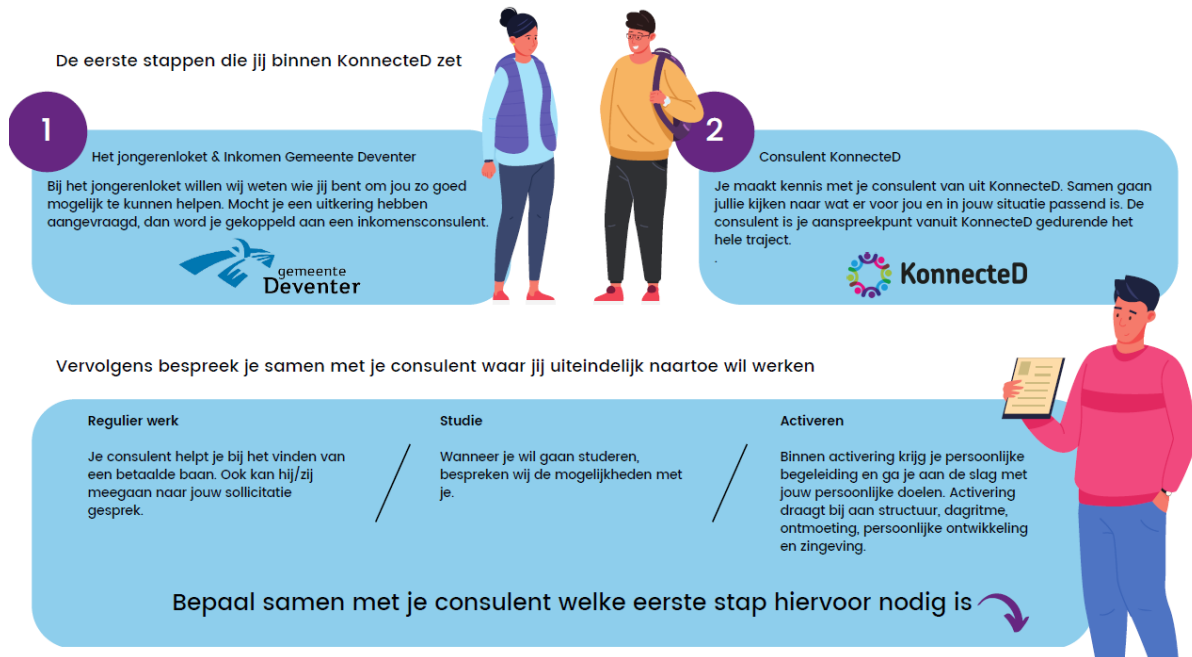 De eerste stappen die jij binnen KonnecteD zet
1
Het jongerenloket & Inkomen Gemeente Deventer
Bij het jongerenloket willen wij weten wie jij bent om jou zo goed
mogelijk te kunnen helpen. Mocht je een uitkering hebben
aangevraagd, dan word je gekoppeld aan een inkomensconsulent.
gemeente
Deventer
2
Consulent KonnecteD
Je maakt kennis met je consulent van uit KonnecteD. Samen gaan
jullie kijken naar wat er voor jou en in jouw situatie passend is. De
consulent is je aanspreekpunt vanuit KonnecteD gedurende het
hele traject.
.
KonnecteD
Vervolgens bespreek je samen met je consulent waar jij uiteindelijk naartoe wil werken
Regulier werk
Je consulent helpt je bij het vinden van
een betaalde baan. Ook kan hij/zij
meegaan naar jouw sollicitatie
gesprek.
Studie
Wanneer je wil gaan studeren,
bespreken wij de mogelijkheden met
je.
Activeren
Binnen activering krijg je persoonlijke
begeleiding en ga je aan de slag met
jouw persoonlijke doelen. Activering
draagt bij aan structuur, dagritme,
ontmoeting, persoonlijke ontwikkeling
en zingeving.
Bepaal samen met je consulent welke eerste stap hiervoor nodig is